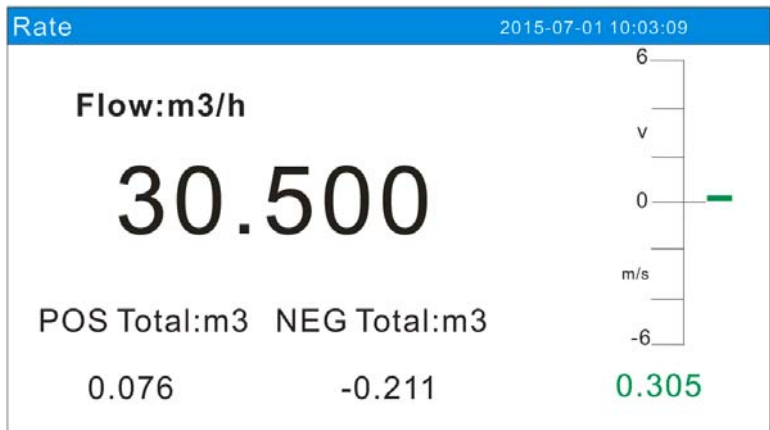 Rate 2015-07-01 10:03:09
6
Flow:m3/h
V
30.500
0
m/s
POS Total:m3 NEG Total:m3
-6
0.076 -0.211 0.305